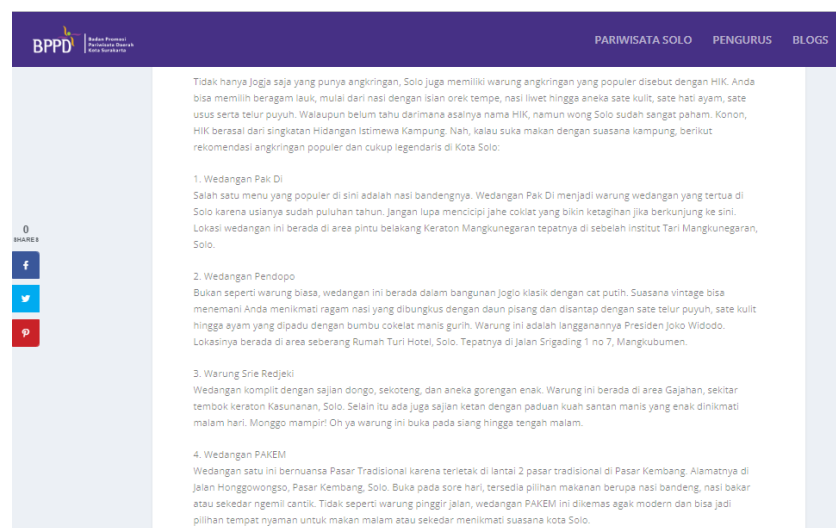 BPPD
Badan Promosi
Pariwisata Daerah
Kota Surakarta
PARIWISATA SOLO PENGURUS BLOGS
Tidak hanya Jogja saja yang punya angkringan, Solo juga memiliki warung angkringan yang populer disebut dengan HIK. Anda
bisa memilih beragam lauk, mulai dari nasi dengan isian orek tempe, nasi liwet hingga aneka sate kulit, sate hati ayam, sate
usus serta telur puyuh. Walaupun belum tahu darimana asalnya nama HIK, namun wong Solo sudah sangat paham. Konon,
HIK berasal dari singkatan Hidangan Istimewa Kampung. Nah, kalau suka makan dengan suasana kampung, berikut
rekomendasi angkringan populer dan cukup legendaris di Kota Solo:
1. Wedangan Pak Di
Salah satu menu yang populer di sini adalah nasi bandengnya. Wedangan Pak Di menjadi warung wedangan yang tertua di
Solo karena usianya sudah puluhan tahun. Jangan lupa mencicipi jahe coklat yang bikin ketagihan jika berkunjung ke sini.
Lokasi wedangan ini berada di area pintu belakang Keraton Mangkunegaran tepatnya di sebelah institut Tari Mangkunegaran,
Solo.
0
SHARES
2. Wedangan Pendopo
Bukan seperti warung biasa, wedangan ini berada dalam bangunan Joglo klasik dengan cat putih. Suasana vintage bisa
menemani Anda menikmati ragam nasi yang dibungkus dengan daun pisang dan disantap dengan sate telur puyuh, sate kulit
hingga ayam yang dipadu dengan bumbu cokelat manis gurih. Warung ini adalah langganannya Presiden Joko Widodo.
Lokasinya berada di area seberang Rumah Turi Hotel, Solo. Tepatnya di Jalan Srigading 1 no 7, Mangkubumen.
3. Warung Srie Redjeki
Wedangan komplit dengan sajian dongo, sekoteng, dan aneka gorengan enak. Warung ini berada di area Gajahan, sekitar
tembok keraton Kasunanan, Solo. Selain itu ada juga sajian ketan dengan paduan kuah santan manis yang enak dinikmati
malam hari. Monggo mampir! Oh ya warung ini buka pada siang hingga tengah malam.
4. Wedangan PAKEM
Wedangan satu ini bernuansa Pasar Tradisional karena terletak di lantai 2 pasar tradisional di Pasar Kembang. Alamatnya di
Jalan Honggowongso, Pasar Kembang, Solo. Buka pada sore hari, tersedia pilihan makanan berupa nasi bandeng, nasi bakar
atau sekedar ngemil cantik. Tidak seperti warung pinggir jalan, wedangan PAKEM ini dikemas agak modern dan bisa jadi
pilihan tempat nyaman untuk makan malam atau sekedar menikmati suasana kota Solo.